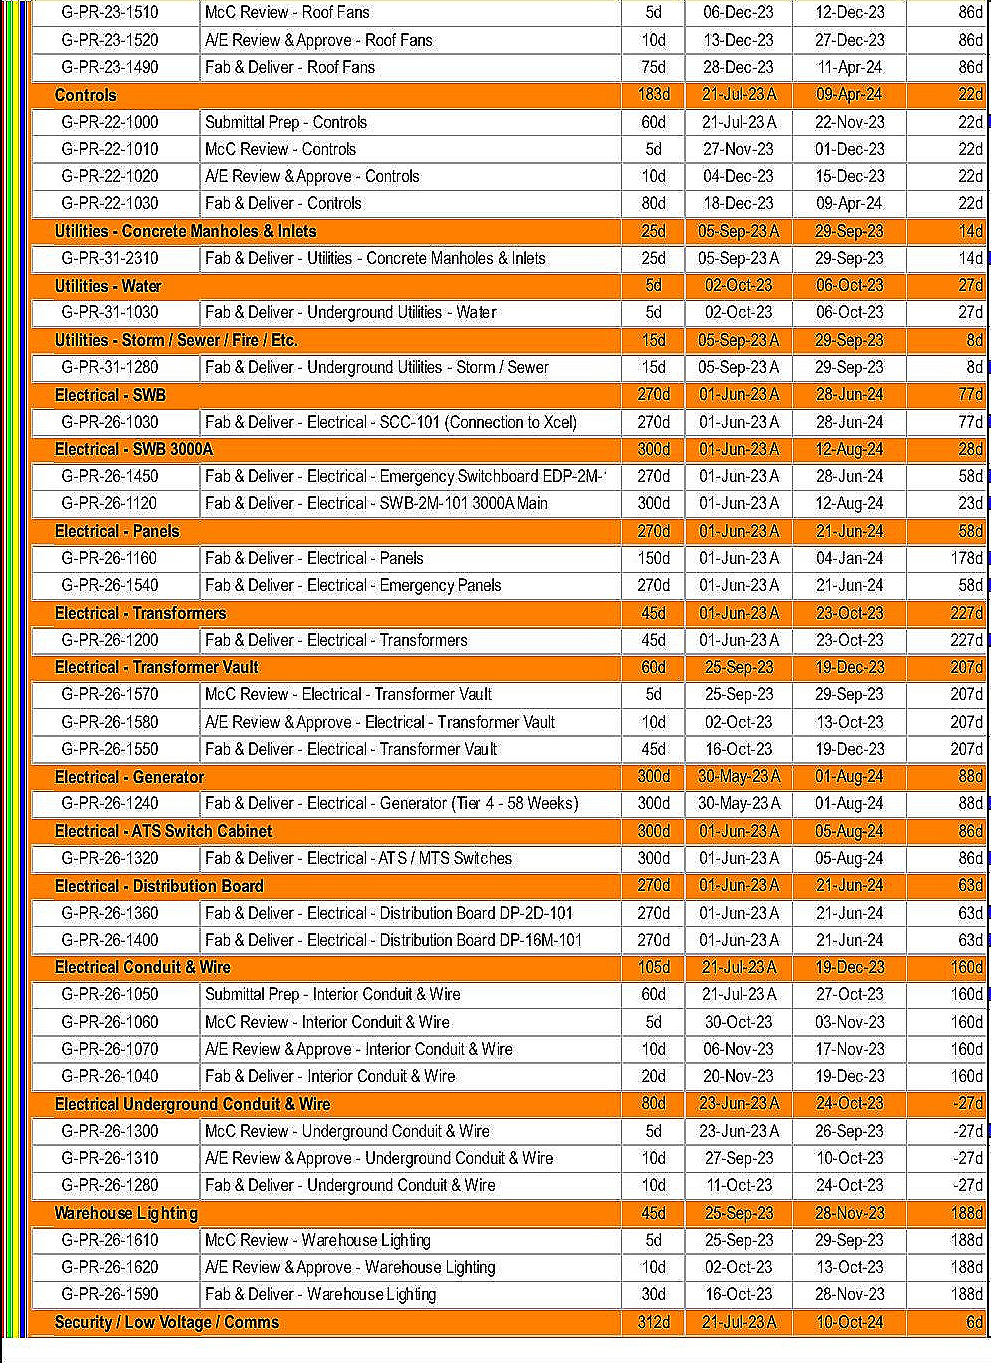 G-PR-23-1510 McC Review - Roof Fans 5d 06-Dec-23 12-Dec-23 86d
G-PR-23-1520 A/E Review & Approve - Roof Fans 10d 13-Dec-23 27-Dec-23 86d
G-PR-23-1490 Fab & Deliver - Roof Fans 75d 28-Dec-23 11-Apr-24 86d
Controls 183d 21-Jul-23 A 09-Apr-24 22d
G-PR-22-1000 Submittal Prep - Controls 60d 21-Jul-23 A 22-Nov-23 22d
G-PR-22-1010 McC Review - Controls 5d 27-Nov-23 01-Dec-23 22d
G-PR-22-1020 A/E Review & Approve - Controls 10d 04-Dec-23 15-Dec-23 22d
G-PR-22-1030 Fab & Deliver - Controls 80d 18-Dec-23 09-Apr-24 22d
Utilities - Concrete Manholes & Inlets 25d 05-Sep-23 A 29-Sep-23 14d
G-PR-31-2310 Fab & Deliver - Utilities - Concrete Manholes & Inlets 25d 05-Sep-23 A 29-Sep-23 14d
Utilities - Water 5d 02-Oct-23 06-Oct-23 27d
G-PR-31-1030 Fab & Deliver - Underground Utilities - Water 5d 02-Oct-23 06-Oct-23 27d
Utilities - Storm / Sewer / Fire / Etc. 15d 05-Sep-23 A 29-Sep-23 8d
G-PR-31-1280 Fab & Deliver - Underground Utilities - Storm / Sewer 15d 05-Sep-23 A 29-Sep-23 8d
Electrical - SWB 270d 01-Jun-23 A 28-Jun-24 77d
G-PR-26-1030 Fab & Deliver - Electrical - SCC-101 (Connection to Xcel) 270d 01-Jun-23 A 28-Jun-24 77d
Electrical - SWB 3000A 300d 01-Jun-23 A 12-Aug-24 28d
G-PR-26-1450 Fab & Deliver - Electrical - Emergency Switchboard EDP-2M- 270d 01-Jun-23 A 28-Jun-24 58d
G-PR-26-1120 Fab & Deliver - Electrical - SWB-2M-101 3000A Main 300d 01-Jun-23 A 12-Aug-24 23d
Electrical - Panels 270d 01-Jun-23 A 21-Jun-24 58d
G-PR-26-1160 Fab & Deliver - Electrical - Panels 150d 01-Jun-23 A 04-Jan-24 178d
G-PR-26-1540 Fab & Deliver - Electrical - Emergency Panels 270d 01-Jun-23 A 21-Jun-24 58d
Electrical - Transformers 45d 01-Jun-23 A 23-Oct-23 227d
G-PR-26-1200 Fab & Deliver - Electrical - Transformers 45d 01-Jun-23 A 23-Oct-23 227d
Electrical - Transformer Vault 60d 25-Sep-23 19-Dec-23 207d
G-PR-26-1570 McC Review - Electrical - Transformer Vault 5d 25-Sep-23 29-Sep-23 207d
G-PR-26-1580 A/E Review & Approve - Electrical - Transformer Vault 10d 02-Oct-23 13-Oct-23 207d
G-PR-26-1550 Fab & Deliver - Electrical - Transformer Vault 45d 16-Oct-23 19-Dec-23 207d
Electrical - Generator 300d 30-May-23 A 01-Aug-24 88d
G-PR-26-1240 Fab & Deliver - Electrical - Generator (Tier 4 - 58 Weeks) 300d 30-May-23 A 01-Aug-24 88d
Electrical - ATS Switch Cabinet 300d 01-Jun-23 A 05-Aug-24 86d
G-PR-26-1320 Fab & Deliver - Electrical - ATS / MTS Switches 300d 01-Jun-23 A 05-Aug-24 86d
Electrical - Distribution Board 270d 01-Jun-23 A 21-Jun-24 63d
G-PR-26-1360 Fab & Deliver - Electrical - Distribution Board DP-2D-101 270d 01-Jun-23 A 21-Jun-24 63d
G-PR-26-1400 Fab & Deliver - Electrical - Distribution Board DP-16M-101 270d 01-Jun-23 A 21-Jun-24 63d
Electrical Conduit & Wire 105d 21-Jul-23 A 19-Dec-23 160d
G-PR-26-1050 Submittal Prep - Interior Conduit & Wire 60d 21-Jul-23 A 27-Oct-23 160d
G-PR-26-1060 McC Review - Interior Conduit & Wire 5d 30-Oct-23 03-Nov-23 160d
G-PR-26-1070 A/E Review & Approve - Interior Conduit & Wire 10d 06-Nov-23 17-Nov-23 160d
G-PR-26-1040 Fab & Deliver - Interior Conduit & Wire 20d 20-Nov-23 19-Dec-23 160d
Electrical Underground Conduit & Wire 80d 23-Jun-23 A 24-Oct-23 -27d
G-PR-26-1300 McC Review - Underground Conduit & Wire 5d 23-Jun-23 A 26-Sep-23 -27d
G-PR-26-1310 A/E Review & Approve - Underground Conduit & Wire 10d 27-Sep-23 10-Oct-23 -27d
G-PR-26-1280 Fab & Deliver - Underground Conduit & Wire 10d 11-Oct-23 24-Oct-23 -27d
Warehouse Lighting 45d 25-Sep-23 28-Nov-23 188d
G-PR-26-1610 McC Review - Warehouse Lighting 5d 25-Sep-23 29-Sep-23 188d
G-PR-26-1620 A/E Review & Approve - Warehouse Lighting 10d 02-Oct-23 13-Oct-23 188d
G-PR-26-1590 Fab & Deliver - Warehouse Lighting 30d 16-Oct-23 28-Nov-23 188d
Security / Low Voltage / Comms 312d 21-Jul-23 A 10-Oct-24 6d